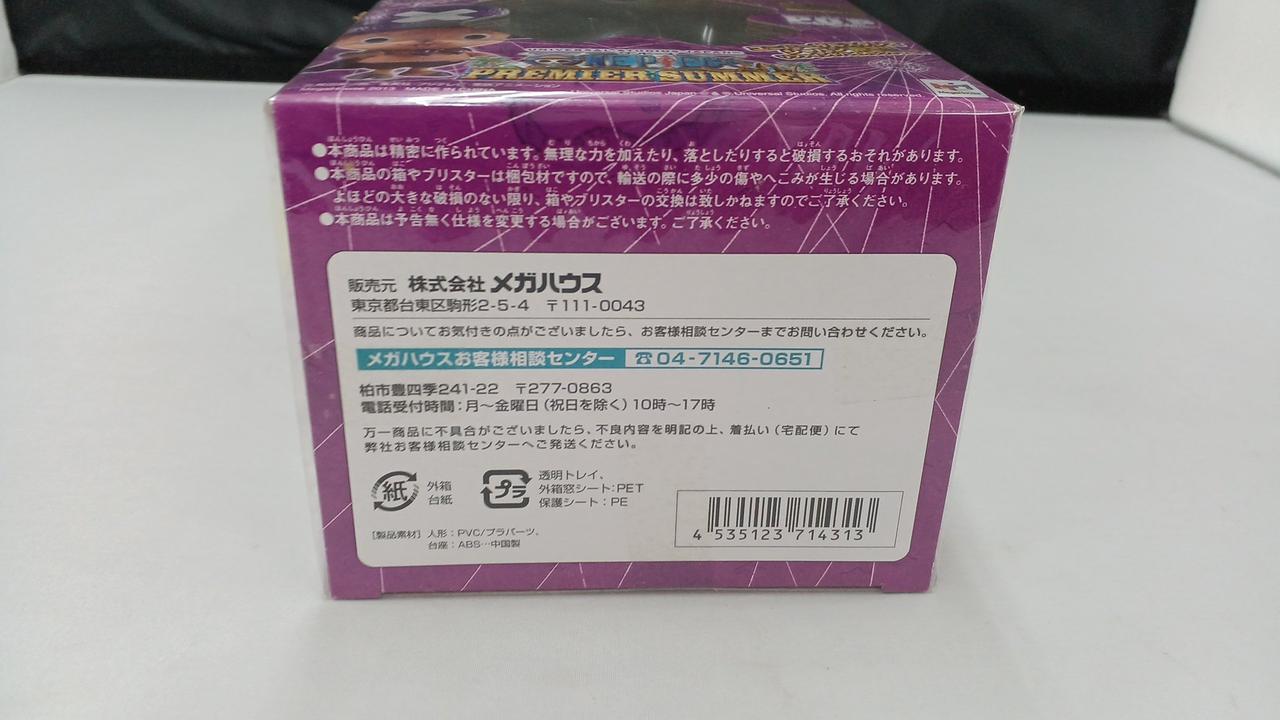 P.O.P
ONE PIECE
PREMIER SUMMER
Universal Studios Japan ® & © Universal Studios. All rights reserved
●本商品は精密に作られています。無理な力を加えたり、落としたりすると破損するおそれがあります。
●本商品の箱やブリスターは梱包材ですので、輸送の際に多少の傷やへこみが生じる場合があります。
よほどの大きな破損のない限り、箱やブリスターの交換は致しかねますのでご了承ください。
●本商品は予告無く仕様を変更する場合がございます。ご了承ください。
販売元 株式会社 メガハウス
東京都台東区駒形2-5-4 〒111-0043
商品についてお気付きの点がございましたら、お客様相談センターまでお問い合わせください。
メガハウスお客様相談センター ☎04-7146-0651
柏市豊四季241-22 〒277-0863
電話受付時間:月〜金曜日(祝日を除く)10時〜17時
万一商品に不具合がございましたら、不良内容を明記の上、着払い(宅配便)にて
弊社お客様相談センターへご発送ください。
紙 外箱
台紙
プラ 透明トレイ、
外箱窓シート:PET
保護シート:PE
[製品素材] 人形:PVC/プラパーツ、
台座:ABS…中国製
4 535123 714313